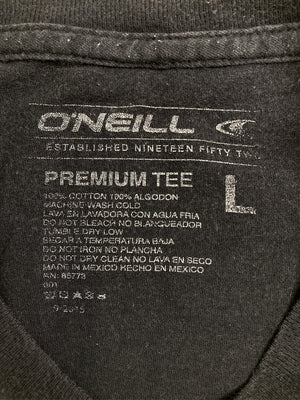 O'NEILL
ESTABLISHED NINETEEN FIFTY TWO
PREMIUM TEE
L
100% COTTON 100% ALGODON
MACHINE WASH COLD
LAVA EN LAVADORA CON AGUA FRIA
DO NOT BLEACH NO BLANQUEADOR
TUMBLE DRY LOW
SECAR A TEMPERATURA BAJA
DO NOT IRON NO PLANCHA
DO NOT DRY CLEAN NO LAVA EN SECO
MADE IN MEXICO HECHO EN MEXICO
RN: 85773
001